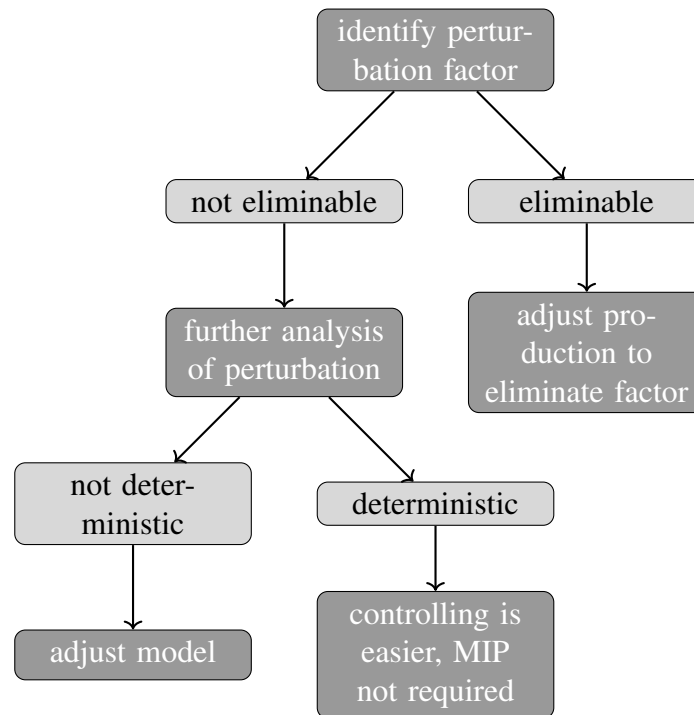 identify pertur-
bation factor
not eliminable
eliminable
further analysis
of perturbation
adjust pro-
duction to
eliminate factor
not deter-
ministic
deterministic
adjust model
controlling is
easier, MIP
not required